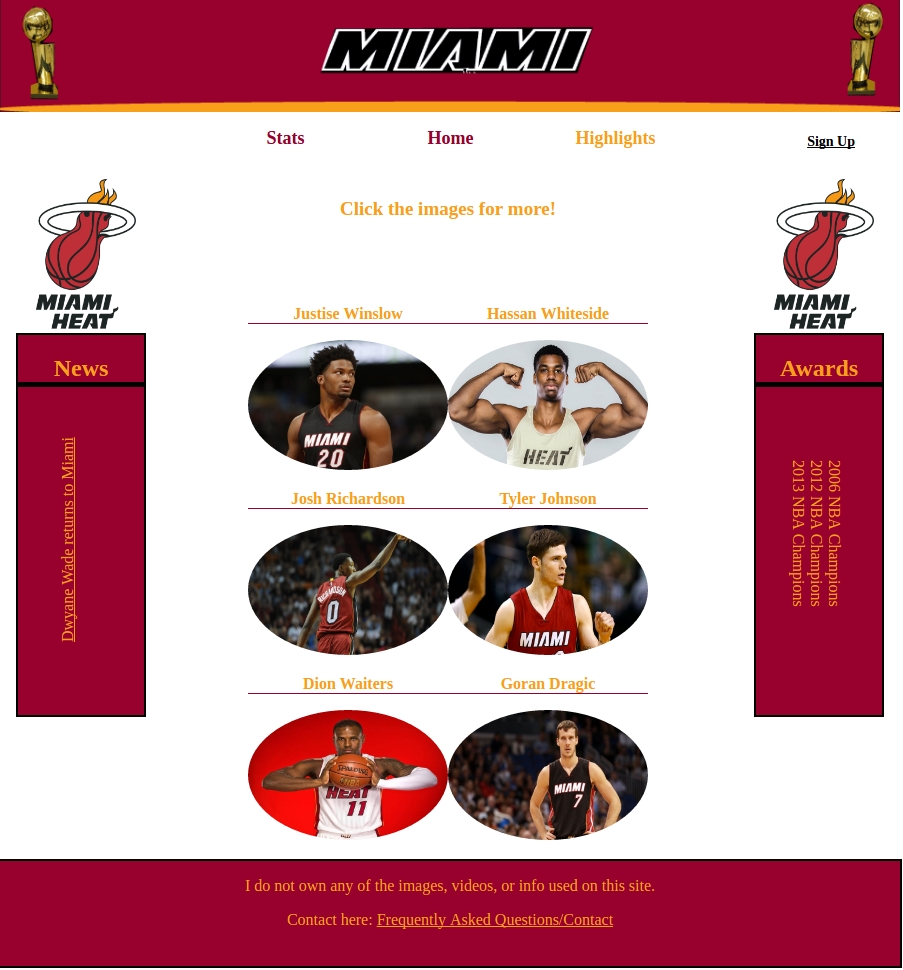 MIAMI
Stats Home Highlights Sign Up
Click the images for more!
MIAMI
HEAT
MIAMI
HEAT
News
Dwyane Wade returns to Miami
Justise Winslow Hassan Whiteside
MIAMI
20
HEAT
Josh Richardson Tyler Johnson
RICHARDSON
0
MIAMI
Dion Waiters Goran Dragic
SPALDING
HEAT
11
MIAMI
7
Awards
2006 NBA Champions
2012 NBA Champions
2013 NBA Champions
I do not own any of the images, videos, or info used on this site.
Contact here: Frequently Asked Questions/Contact